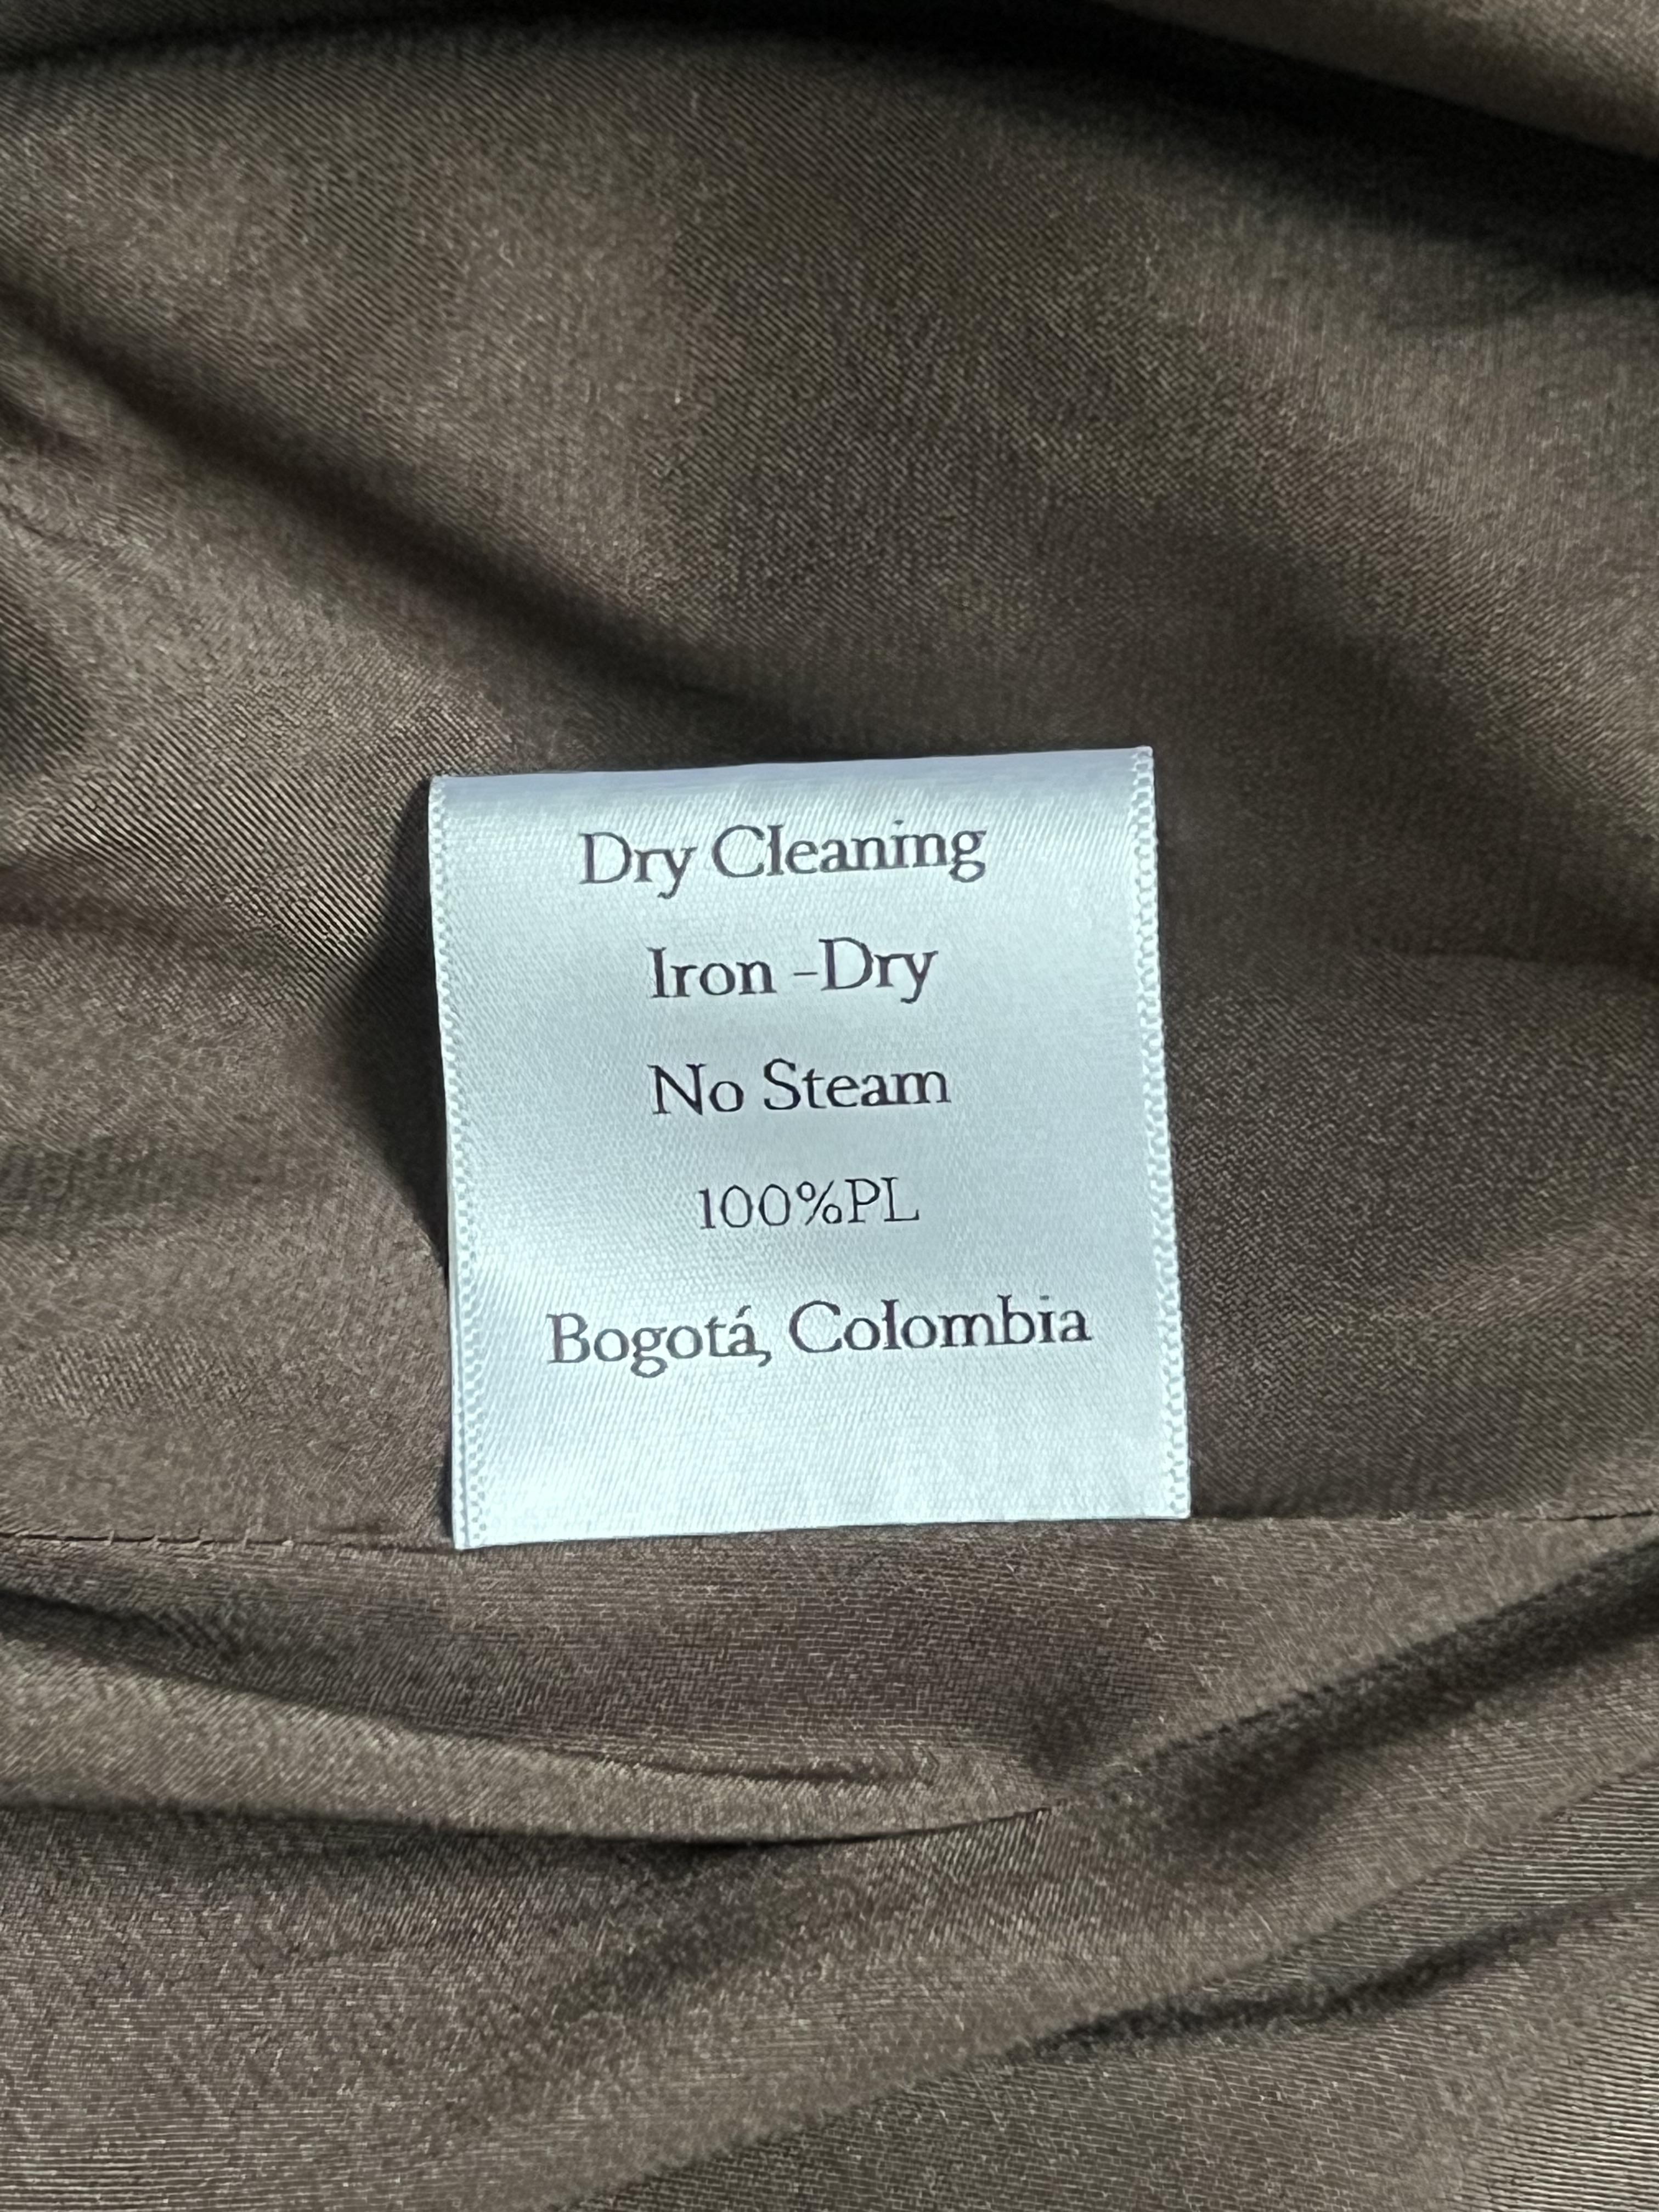 Dry Cleaning
Iron -Dry
No Steam
100%PL
Bogotá, Colombia